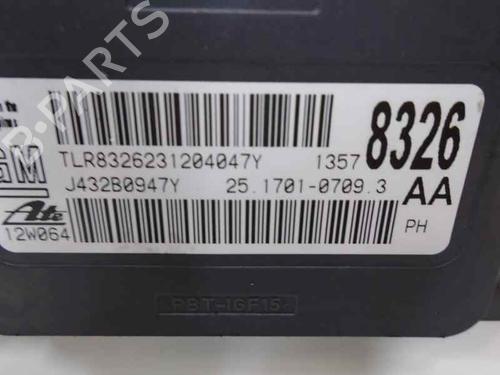 GM
TLR8326231204047Y 1357 8326
J432B0947Y 25.1701-0709.3 AA
Ate
12W064 PH
PBT-IGF15
B-PARTS